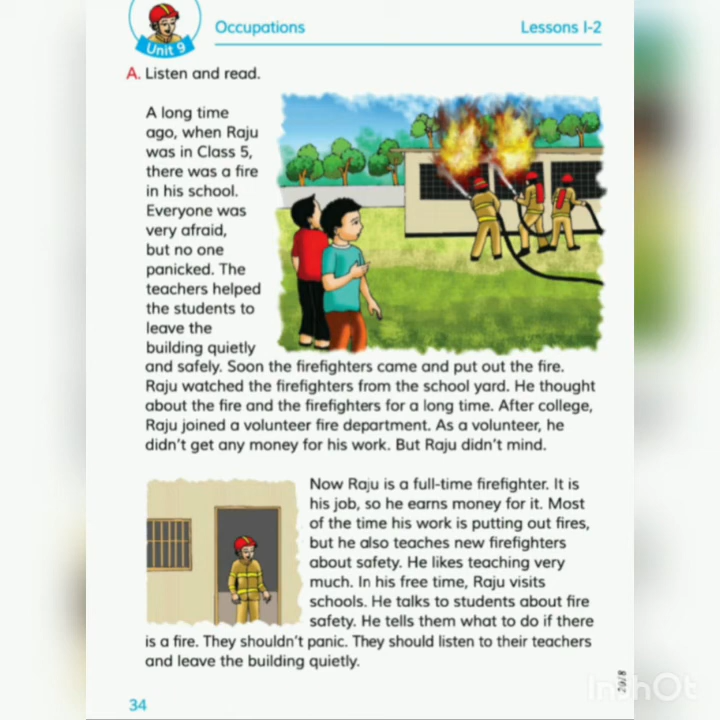 Unit 9
Occupations
Lessons 1-2
A. Listen and read.
A long time
ago, when Raju
was in Class 5,
there was a fire
in his school.
Everyone was
very afraid,
but no one
panicked. The
teachers helped
the students to
leave the
building quietly
and safely. Soon the firefighters came and put out the fire.
Raju watched the firefighters from the school yard. He thought
about the fire and the firefighters for a long time. After college,
Raju joined a volunteer fire department. As a volunteer, he
didn't get any money for his work. But Raju didn't mind.
Now Raju is a full-time firefighter. It is
his job, so he earns money for it. Most
of the time his work is putting out fires,
but he also teaches new firefighters
about safety. He likes teaching very
much. In his free time, Raju visits
schools. He talks to students about fire
safety. He tells them what to do if there
is a fire. They shouldn't panic. They should listen to their teachers
and leave the building quietly.
34
InShOt